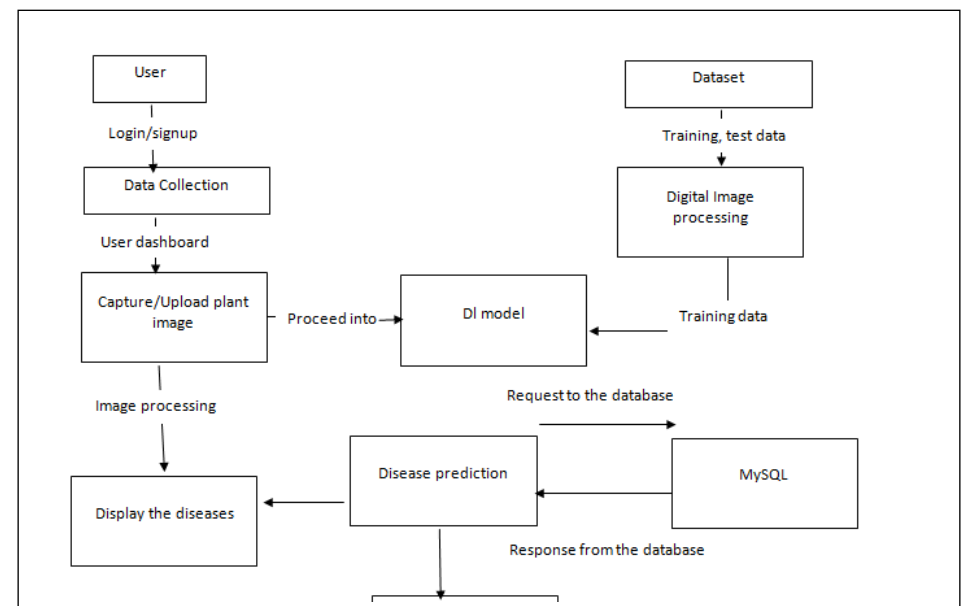 User
Dataset
Login/signup
Training, test data
Data Collection
Digital Image
processing
User dashboard
Capture/Upload plant
image
Proceed into
Dl model
Training data
Image processing
Request to the database
Disease prediction
MySQL
Display the diseases
Response from the database